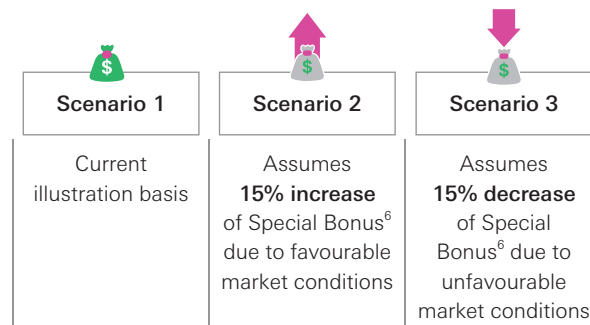 $
Scenario 1
Current
illustration basis
$
Scenario 2
Assumes
15% increase
of Special Bonus⁶
due to favourable
market conditions
$
Scenario 3
Assumes
15% decrease
of Special
Bonus⁶ due to
unfavourable
market conditions